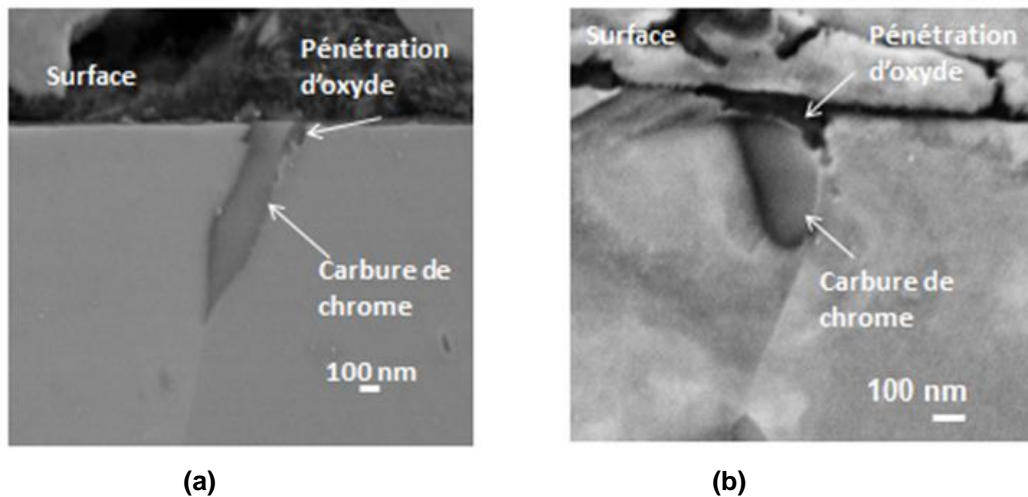 Surface
Pénétration
d'oxyde
Carbure de
chrome
100 nm
(a)
Surface
Pénétration
d'oxyde
Carbure de
chrome
100 nm
(b)